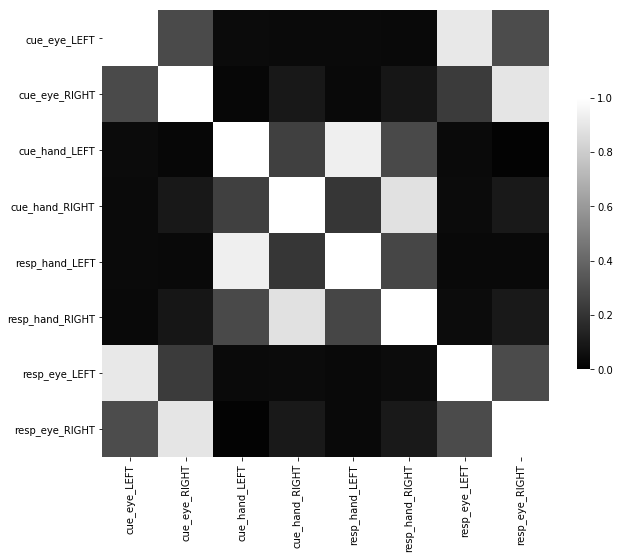 cue_eye_LEFT
cue_eye_RIGHT
cue_hand_LEFT
cue_hand_RIGHT
resp_hand_LEFT
resp_hand_RIGHT
resp_eye_LEFT
resp_eye_RIGHT
cue_eye_LEFT
cue_eye_RIGHT
cue_hand_LEFT
cue_hand_RIGHT
resp_hand_LEFT
resp_hand_RIGHT
resp_eye_LEFT
resp_eye_RIGHT
1.0
0.8
0.6
0.4
0.2
0.0